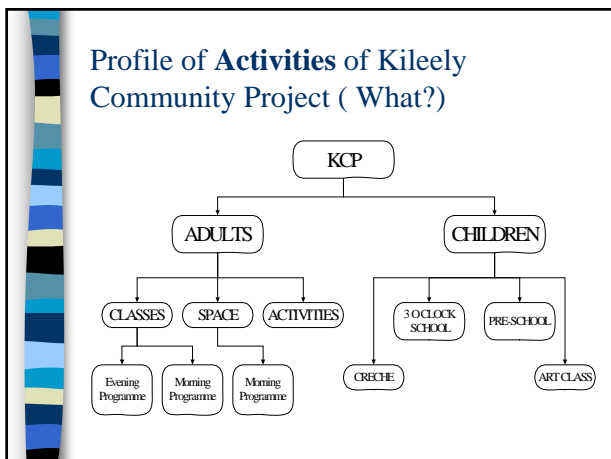 Profile of Activities of Kileely
Community Project ( What?)
KCP
ADULTS
CHILDREN
CLASSES
SPACE
ACTIVITIES
3 O CLOCK
SCHOOL
PRE-SCHOOL
Evening
Programme
Morning
Programme
Morning
Programme
CRECHE
ART CLASS